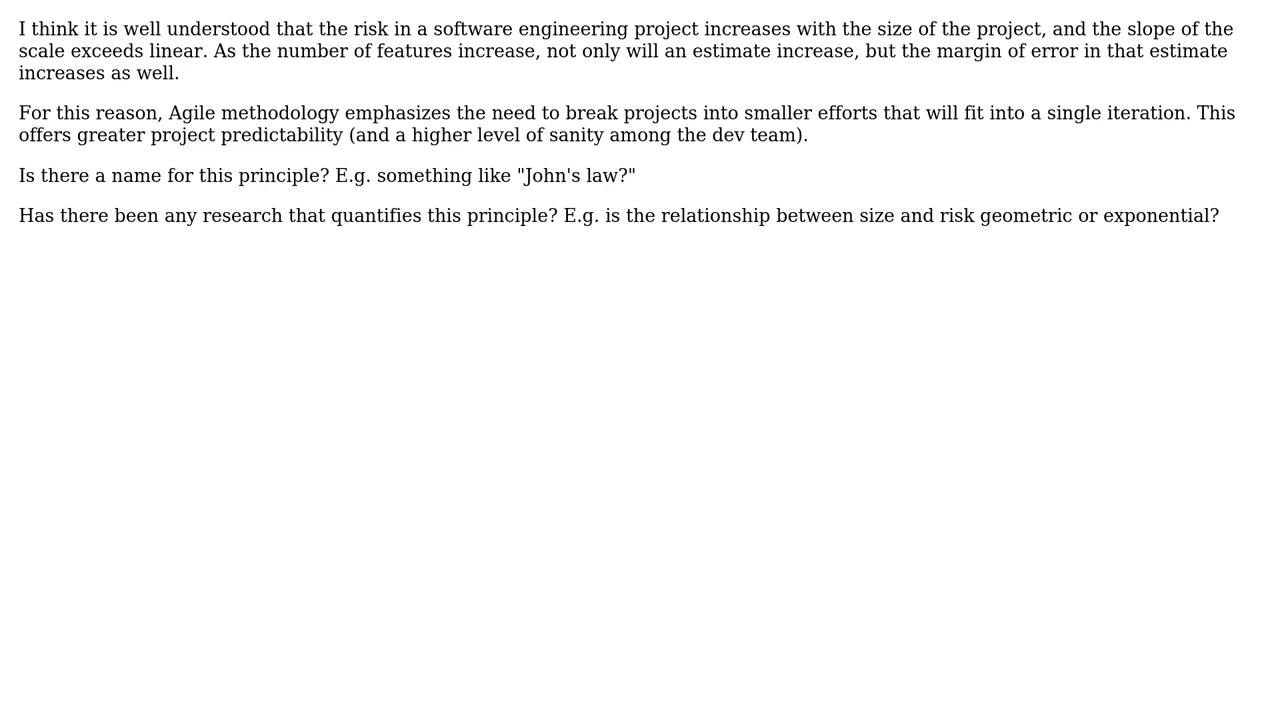 I think it is well understood that the risk in a software engineering project increases with the size of the project, and the slope of the
scale exceeds linear. As the number of features increase, not only will an estimate increase, but the margin of error in that estimate
increases as well.
For this reason, Agile methodology emphasizes the need to break projects into smaller efforts that will fit into a single iteration. This
offers greater project predictability (and a higher level of sanity among the dev team).
Is there a name for this principle? E.g. something like "John's law?"
Has there been any research that quantifies this principle? E.g. is the relationship between size and risk geometric or exponential?